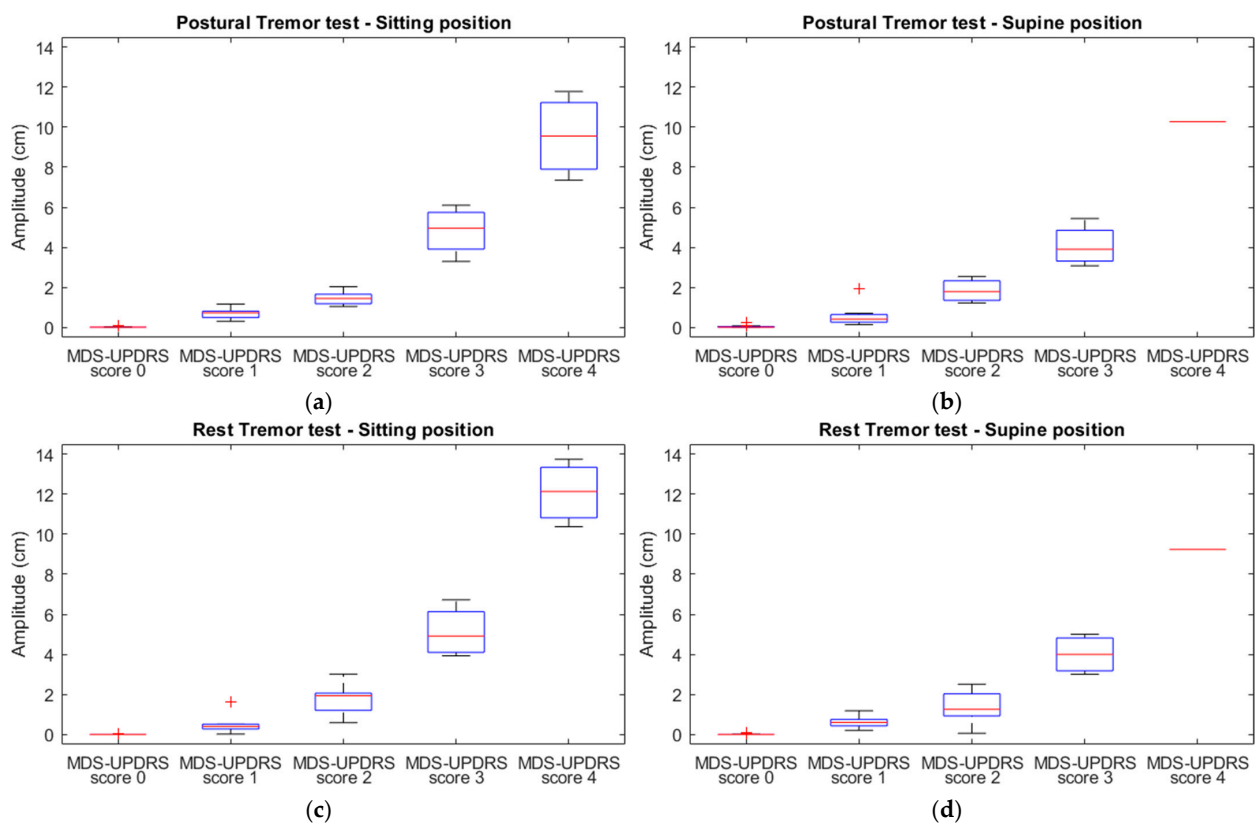 Postural Tremor test - Sitting position
14
12
10
8
6
4
2
0
Amplitude (cm)
MDS-UPDRS MDS-UPDRS MDS-UPDRS MDS-UPDRS MDS-UPDRS
score 0 score 1 score 2 score 3 score 4
(a)
Postural Tremor test - Supine position
14
12
10
8
6
4
2
0
Amplitude (cm)
MDS-UPDRS MDS-UPDRS MDS-UPDRS MDS-UPDRS MDS-UPDRS
score 0 score 1 score 2 score 3 score 4
(b)
Rest Tremor test - Sitting position
14
12
10
8
6
4
2
0
Amplitude (cm)
MDS-UPDRS MDS-UPDRS MDS-UPDRS MDS-UPDRS MDS-UPDRS
score 0 score 1 score 2 score 3 score 4
(c)
Rest Tremor test - Supine position
14
12
10
8
6
4
2
0
Amplitude (cm)
MDS-UPDRS MDS-UPDRS MDS-UPDRS MDS-UPDRS MDS-UPDRS
score 0 score 1 score 2 score 3 score 4
(d)